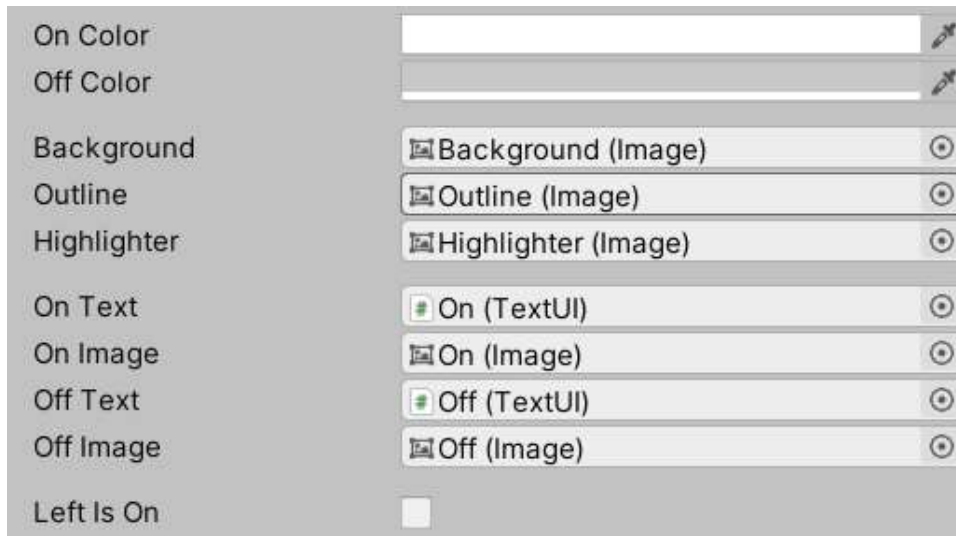 On Color
Off Color
Background Background (Image)
Outline Outline (Image)
Highlighter Highlighter (Image)
On Text On (TextUI)
On Image On (Image)
Off Text Off (TextUI)
Off Image Off (Image)
Left Is On